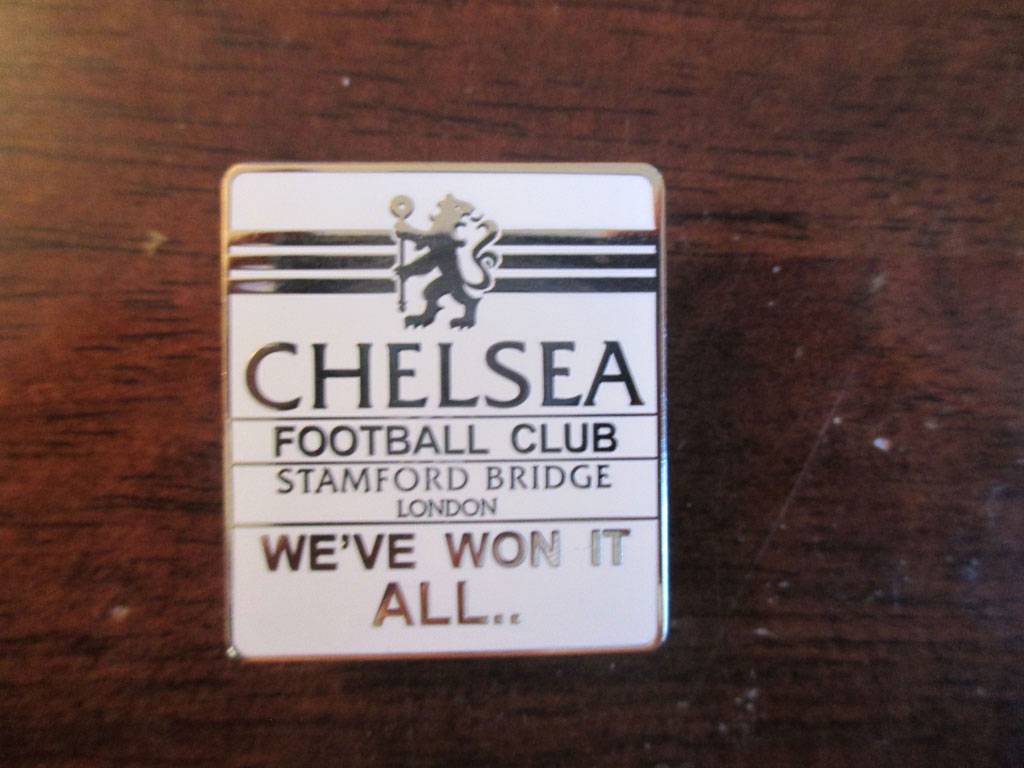 CHELSEA
FOOTBALL CLUB
STAMFORD BRIDGE
LONDON
WE'VE WON IT
ALL..